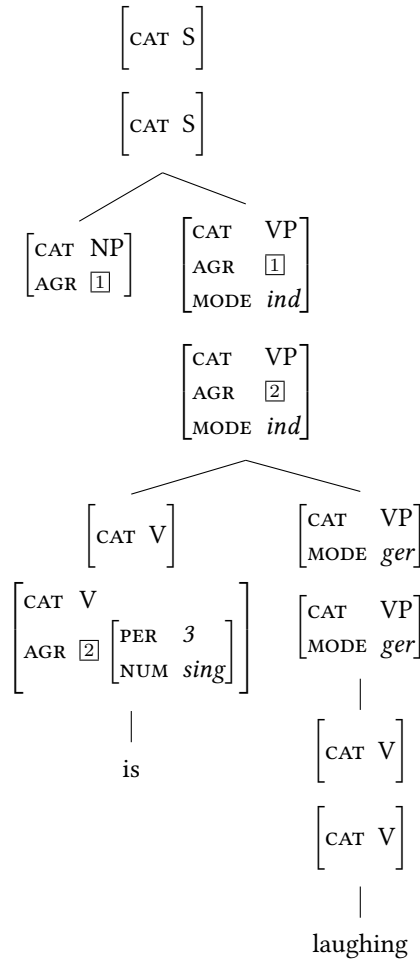 CAT S
CAT S
CAT NP
AGR 1
CAT VP
AGR 1
MODE ind
CAT VP
AGR 2
MODE ind
CAT V
CAT VP
MODE ger
CAT V
AGR 2 PER 3
NUM sing
CAT VP
MODE ger
is
CAT V
CAT V
laughing